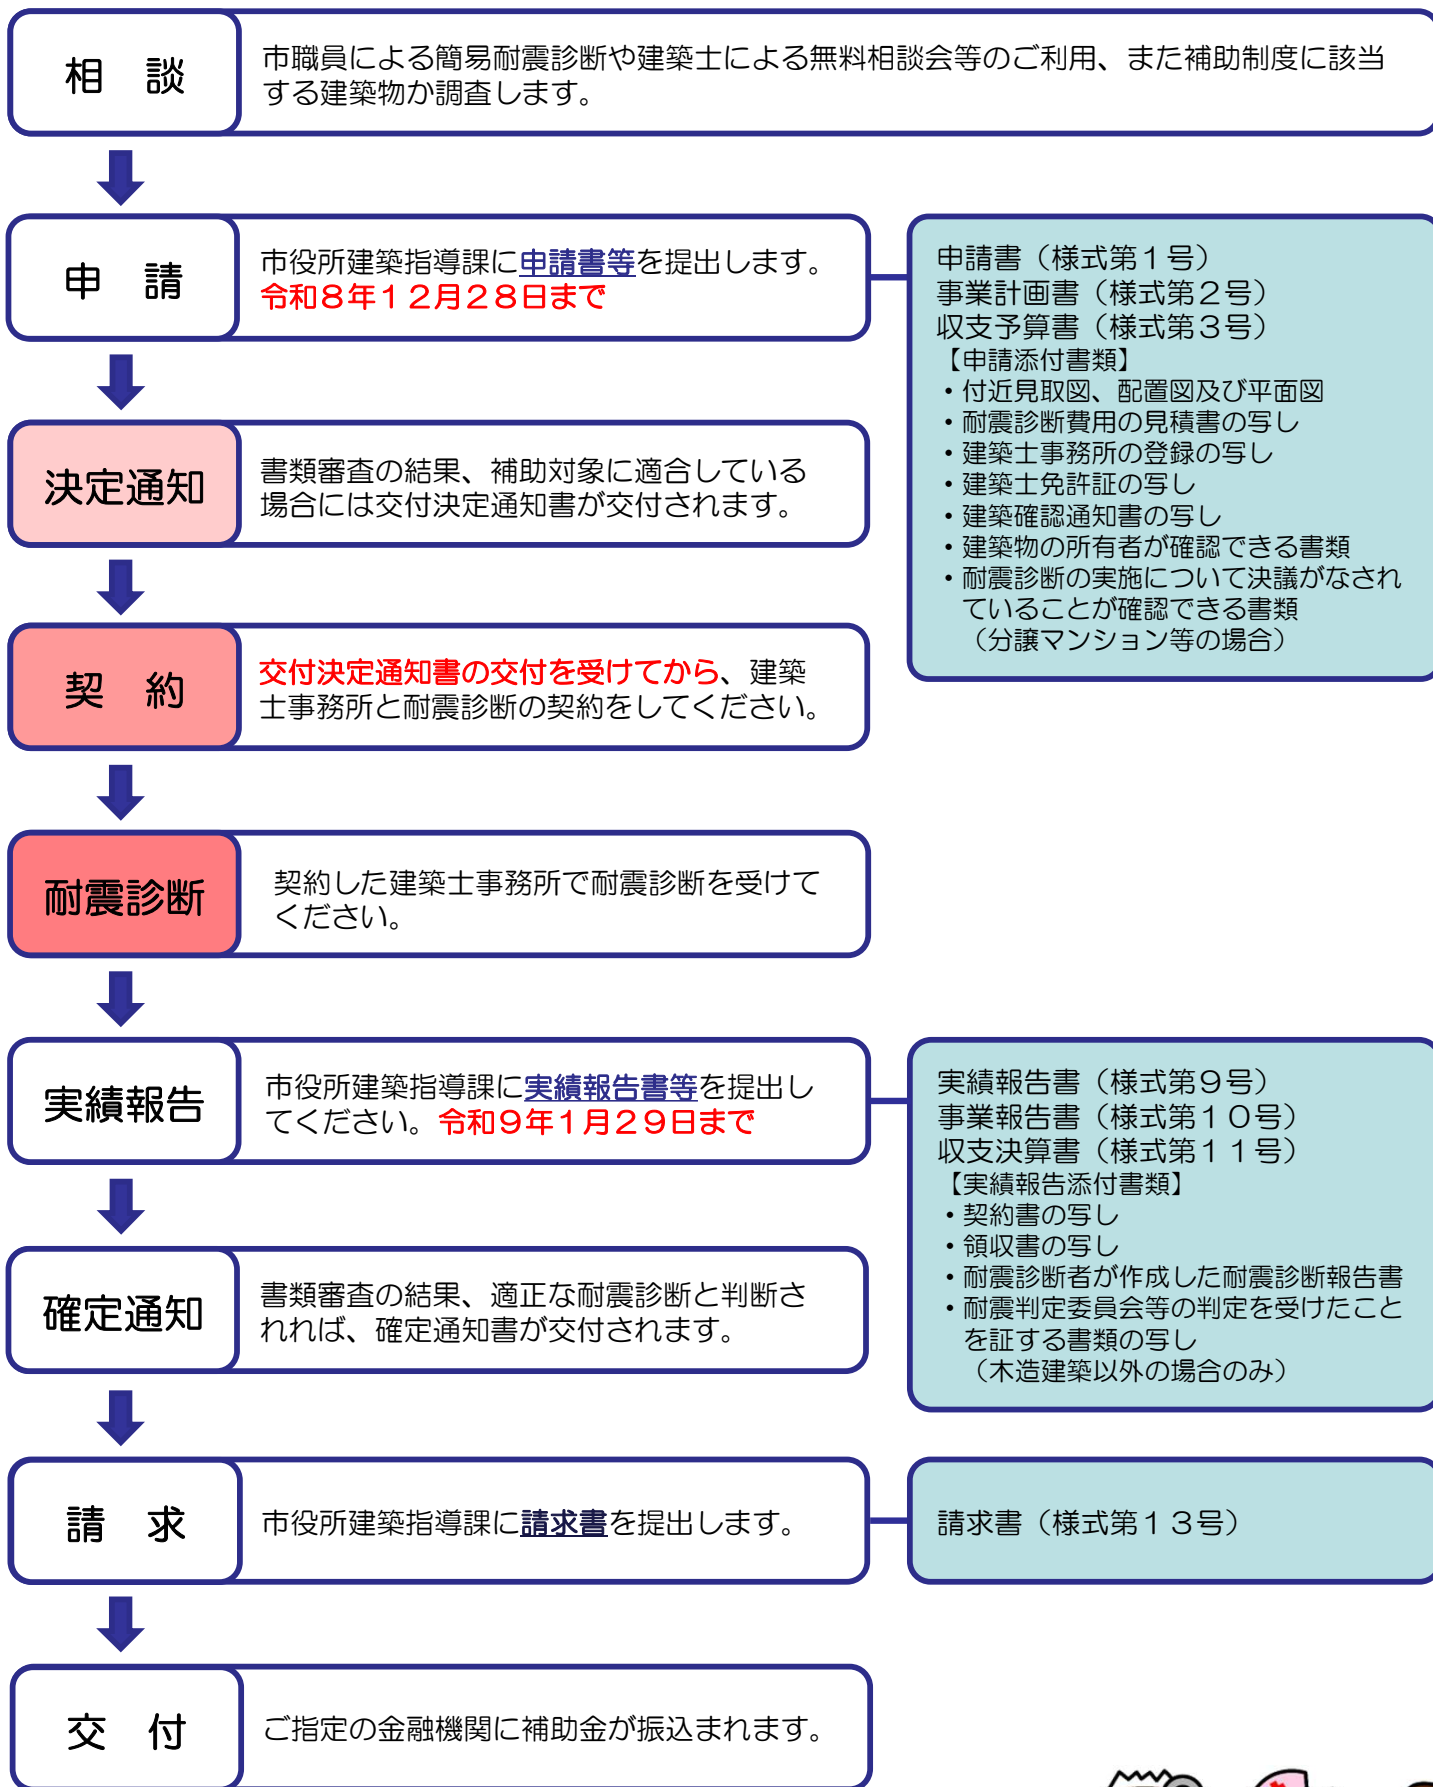 相　談
市職員による簡易耐震診断や建築士による無料相談会等のご利用、また補助制度に該当
する建築物か調査します。
申　請
市役所建築指導課に申請書等を提出します。
令和８年１２月２８日まで
申請書（様式第１号）
事業計画書（様式第２号）
収支予算書（様式第３号）
【申請添付書類】
・付近見取図、配置図及び平面図
・耐震診断費用の見積書の写し
・建築士事務所の登録の写し
・建築士免許証の写し
・建築確認通知書の写し
・建築物の所有者が確認できる書類
・耐震診断の実施について決議がなされ
ていることが確認できる書類
（分譲マンション等の場合）
決定通知
書類審査の結果、補助対象に適合している
場合には交付決定通知書が交付されます。
契　約
交付決定通知書の交付を受けてから、建築
士事務所と耐震診断の契約をしてください。
耐震診断
契約した建築士事務所で耐震診断を受けて
ください。
実績報告
市役所建築指導課に実績報告書等を提出し
てください。令和９年１月２９日まで
実績報告書（様式第９号）
事業報告書（様式第１０号）
収支決算書（様式第１１号）
【実績報告添付書類】
・契約書の写し
・領収書の写し
・耐震診断者が作成した耐震診断報告書
・耐震判定委員会等の判定を受けたこと
を証する書類の写し
（木造建築以外の場合のみ）
確定通知
書類審査の結果、適正な耐震診断と判断さ
れれば、確定通知書が交付されます。
請　求
市役所建築指導課に請求書を提出します。
請求書（様式第１３号）
交　付
ご指定の金融機関に補助金が振込まれます。